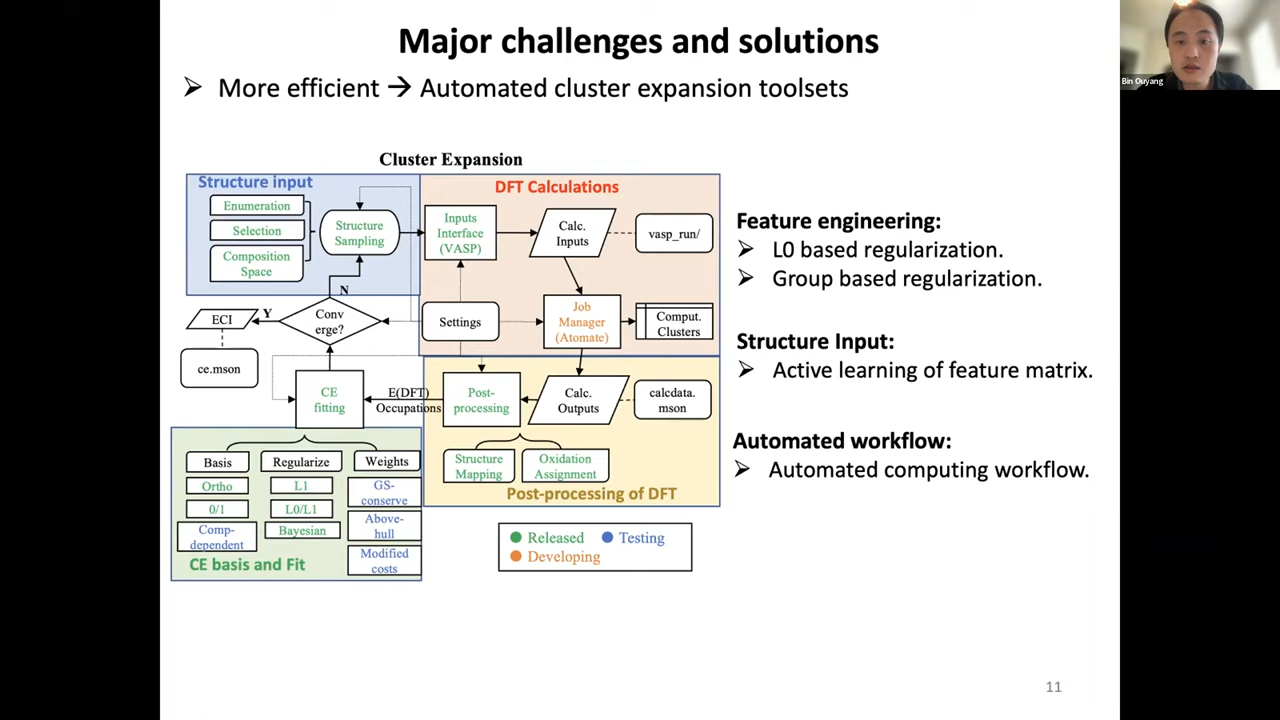 Major challenges and solutions
➢ More efficient → Automated cluster expansion toolsets
Bin Ouyang
Cluster Expansion
Structure input
Enumeration
Selection
Composition
Space
Structure
Sampling
DFT Calculations
Inputs
Interface
(VASP)
Calc.
Inputs
vasp_run/
Settings
Job
Manager
(Atomate)
Comput.
Clusters
N
Conv
erge?
Y
ECI
ce.mson
CE
fitting
E(DFT)
Occupations
Post-
processing
Calc.
Outputs
calcdata.
mson
Structure
Mapping
Oxidation
Assignment
Post-processing of DFT
Basis
Ortho
0/1
Comp-
dependent
Regularize
L1
L0/L1
Bayesian
Weights
GS-
conserve
Above-
hull
Modified
costs
CE basis and Fit
Released
Testing
Developing
Feature engineering:
➢ L0 based regularization.
➢ Group based regularization.
Structure Input:
➢ Active learning of feature matrix.
Automated workflow:
➢ Automated computing workflow.
11